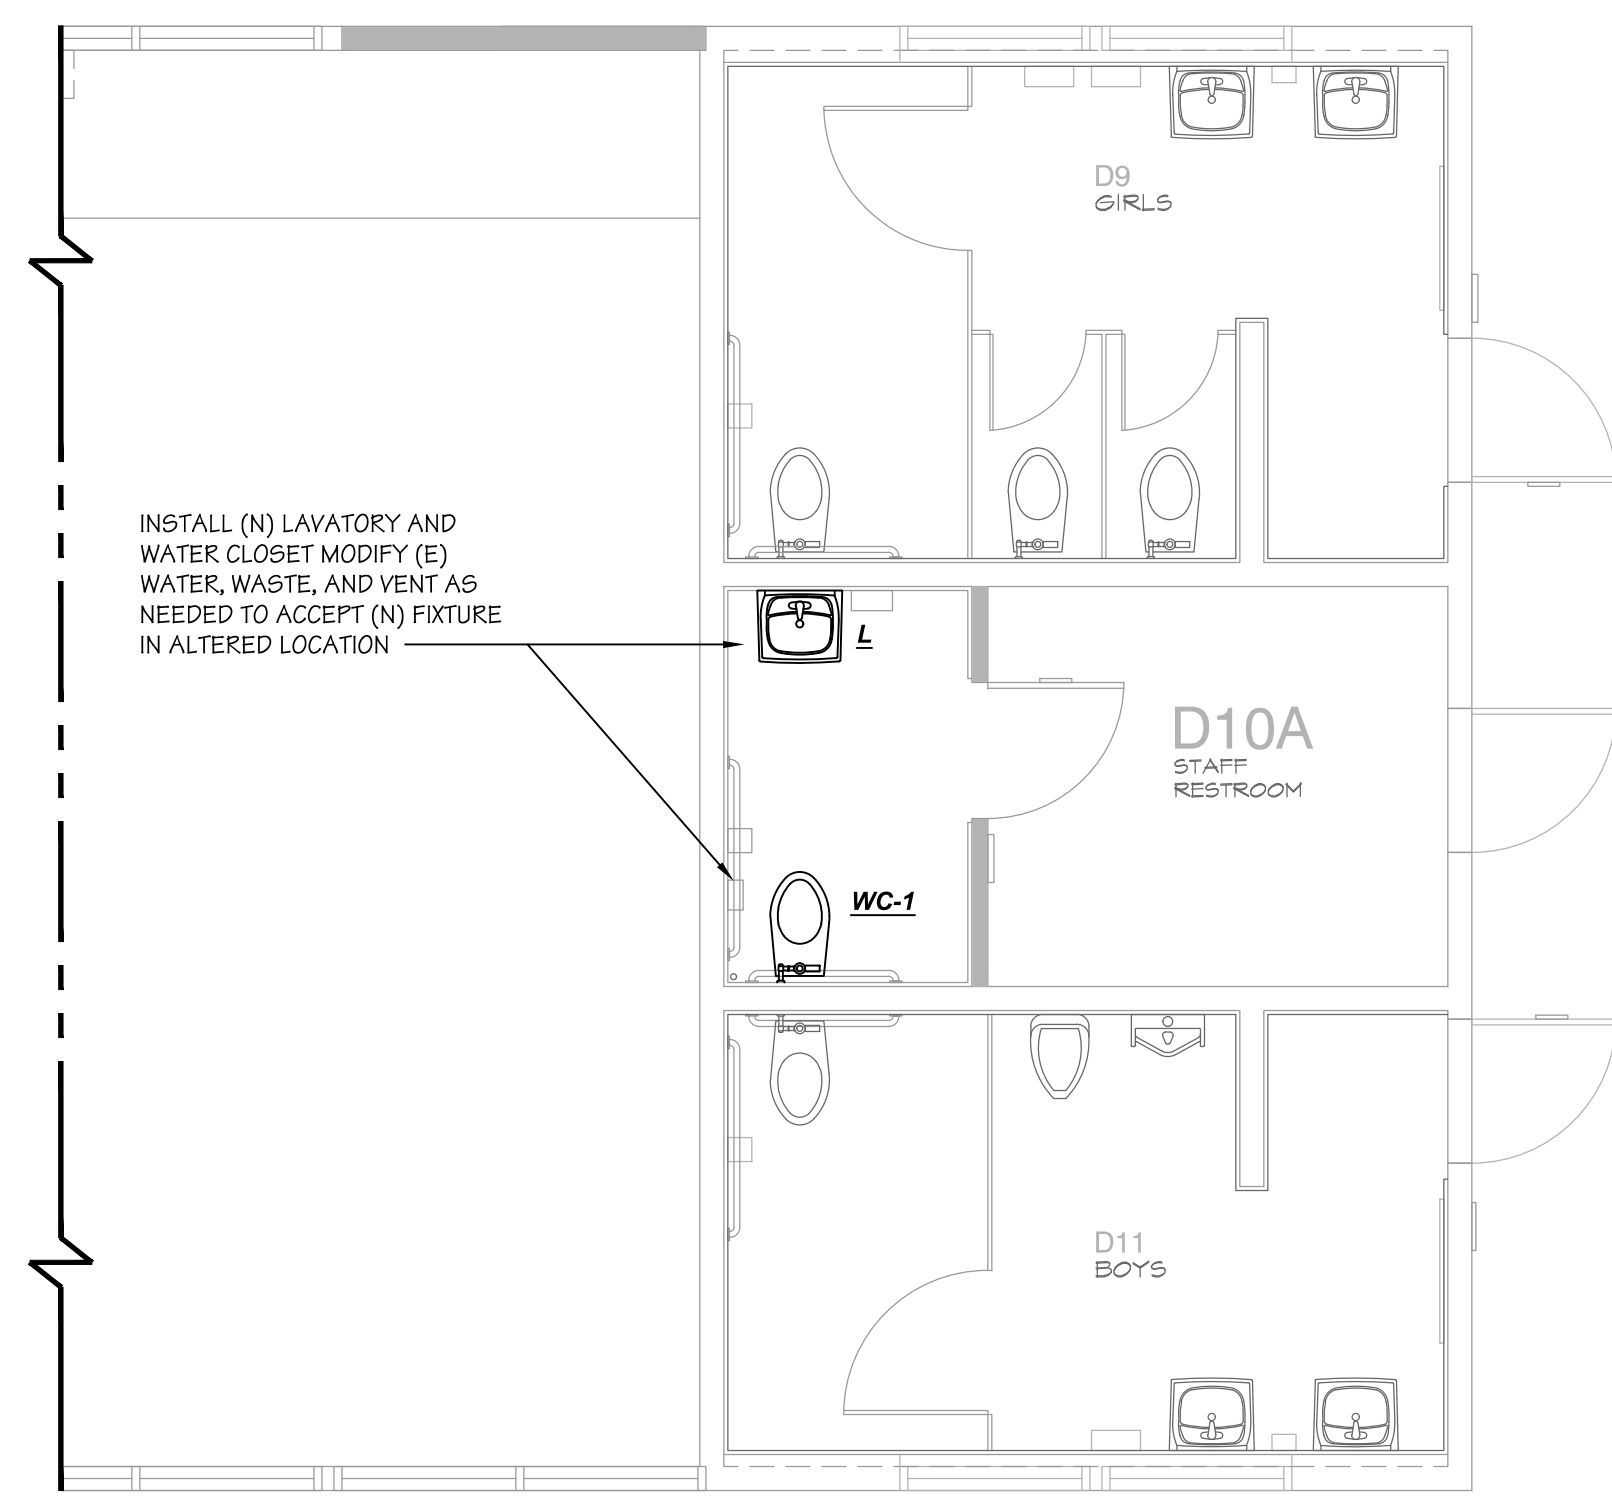 D9
GIRLS
INSTALL (N) LAVATORY AND
WATER CLOSET MODIFY (E)
WATER, WASTE, AND VENT AS
NEEDED TO ACCEPT (N) FIXTURE
IN ALTERED LOCATION
L
D10A
STAFF
RESTROOM
WC-1
D11
BOYS